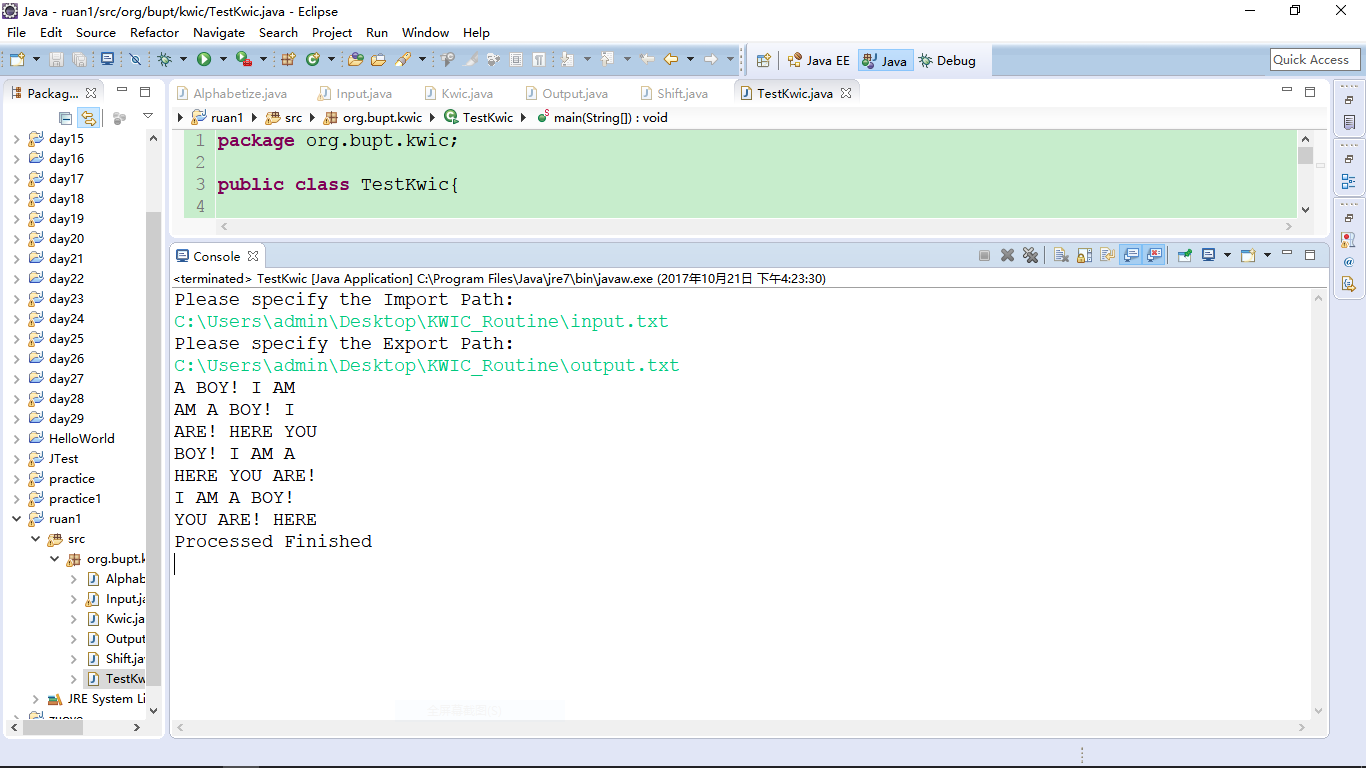 Java - ruan1/src/org/bupt/kwic/TestKwic.java - Eclipse
File Edit Source Refactor Navigate Search Project Run Window Help
Quick Access
Java EE Java Debug
Packag...
Alphabetize.java Input.java Kwic.java Output.java Shift.java TestKwic.java
ruan1 src org.bupt.kwic TestKwic main(String[]) : void
1 package org.bupt.kwic;
2
3 public class TestKwic{
4
day15
day16
day17
day18
day19
day20
day21
day22
day23
day24
day25
day26
day27
day28
day29
HelloWorld
JTest
practice
practice1
ruan1
src
org.bupt.k
Alphab
Input.ja
Kwic.ja
Output
Shift.ja
TestKw
JRE System Li
Console
<terminated> TestKwic [Java Application] C:\Program Files\Java\jre7\bin\javaw.exe (2017年10月21日 下午4:23:30)
Please specify the Import Path:
C:\Users\admin\Desktop\KWIC_Routine\input.txt
Please specify the Export Path:
C:\Users\admin\Desktop\KWIC_Routine\output.txt
A BOY! I AM
AM A BOY! I
ARE! HERE YOU
BOY! I AM A
HERE YOU ARE!
I AM A BOY!
YOU ARE! HERE
Processed Finished